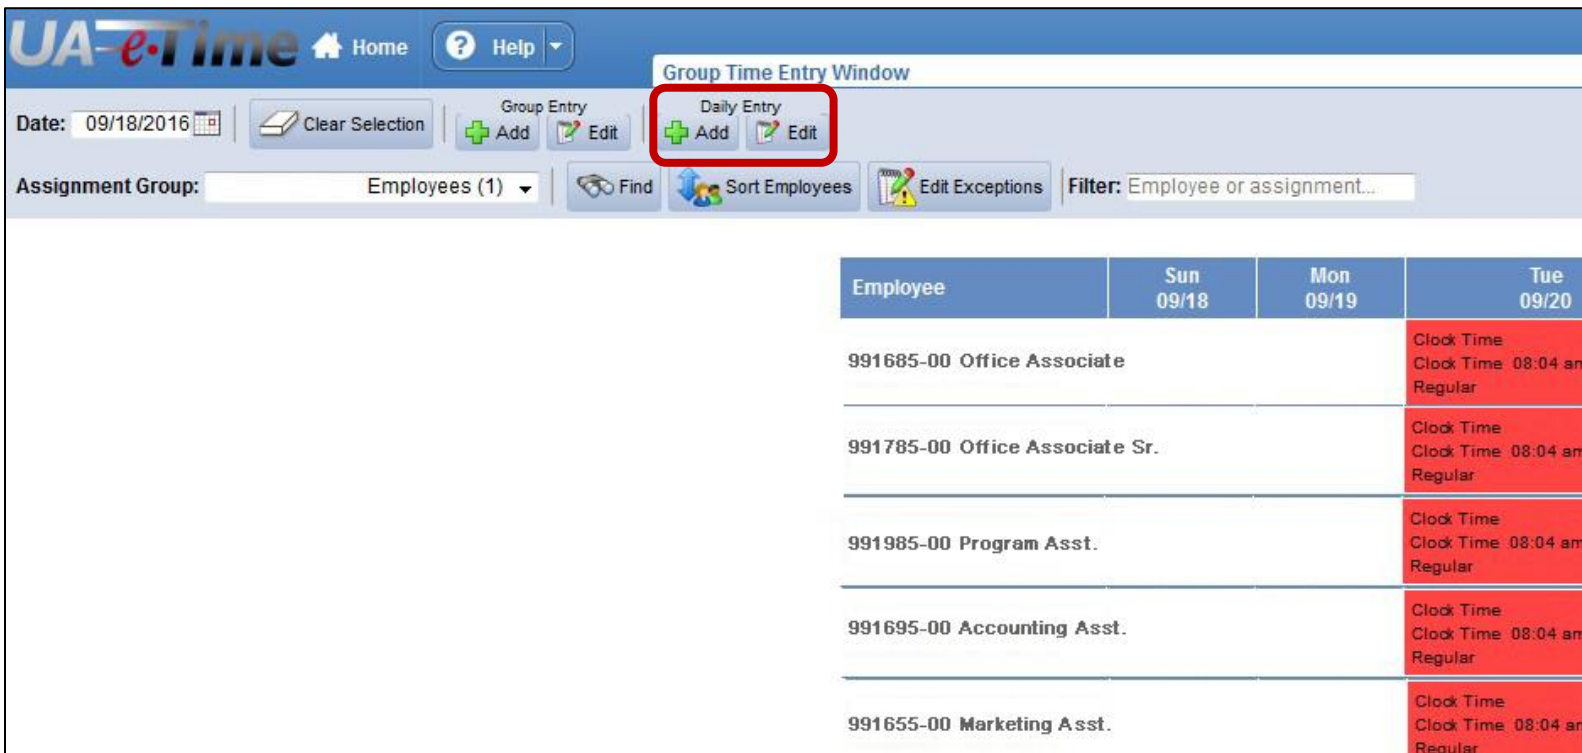 UA-e-Time Home Help
Group Time Entry Window
Date: 09/18/2016 Clear Selection Group Entry Add Edit Daily Entry Add Edit
Assignment Group: Employees (1) Find Sort Employees Edit Exceptions Filter: Employee or assignment...
Employee Sun Mon Tue
09/18 09/19 09/20
991685-00 Office Associate
Clock Time
Clock Time 08:04 am
Regular
991785-00 Office Associate Sr.
Clock Time
Clock Time 08:04 am
Regular
991985-00 Program Asst.
Clock Time
Clock Time 08:04 am
Regular
991695-00 Accounting Asst.
Clock Time
Clock Time 08:04 am
Regular
991655-00 Marketing Asst.
Clock Time
Clock Time 08:04 am
Regular